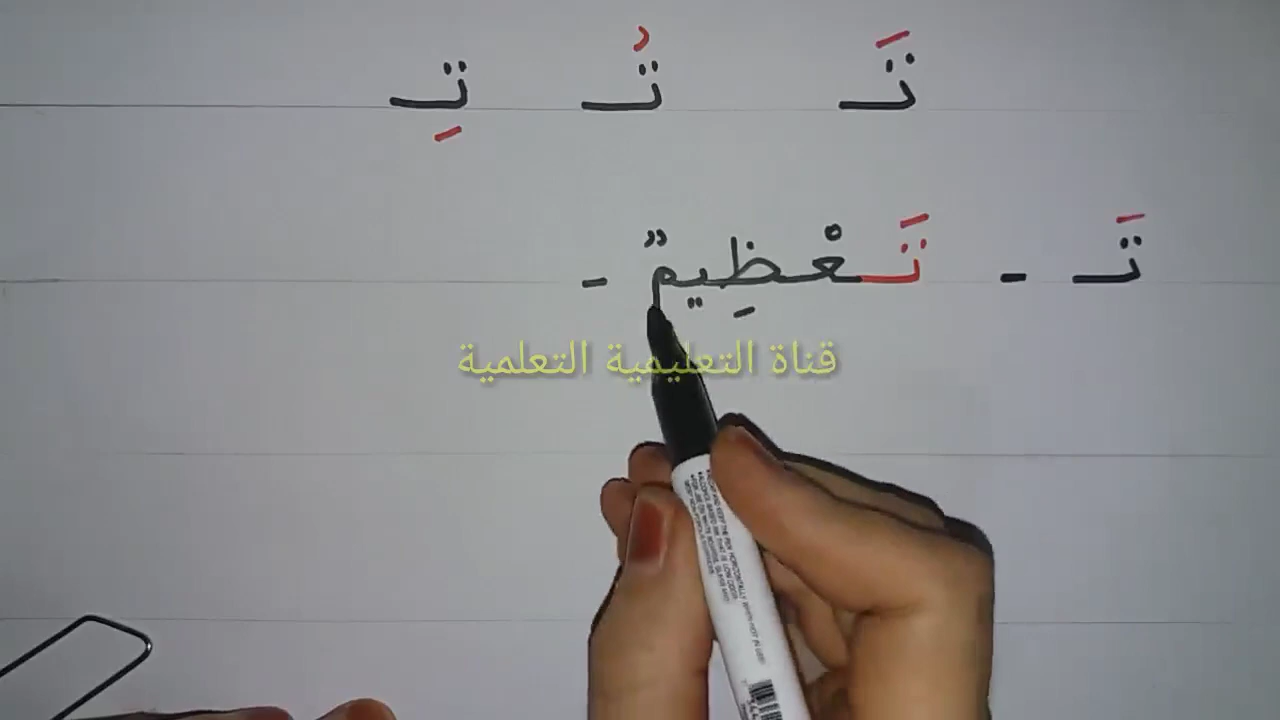 تَـ تُـ تِـ
تَـ - تَعْظِيمٌ -
قناة التعليمية التعلمية